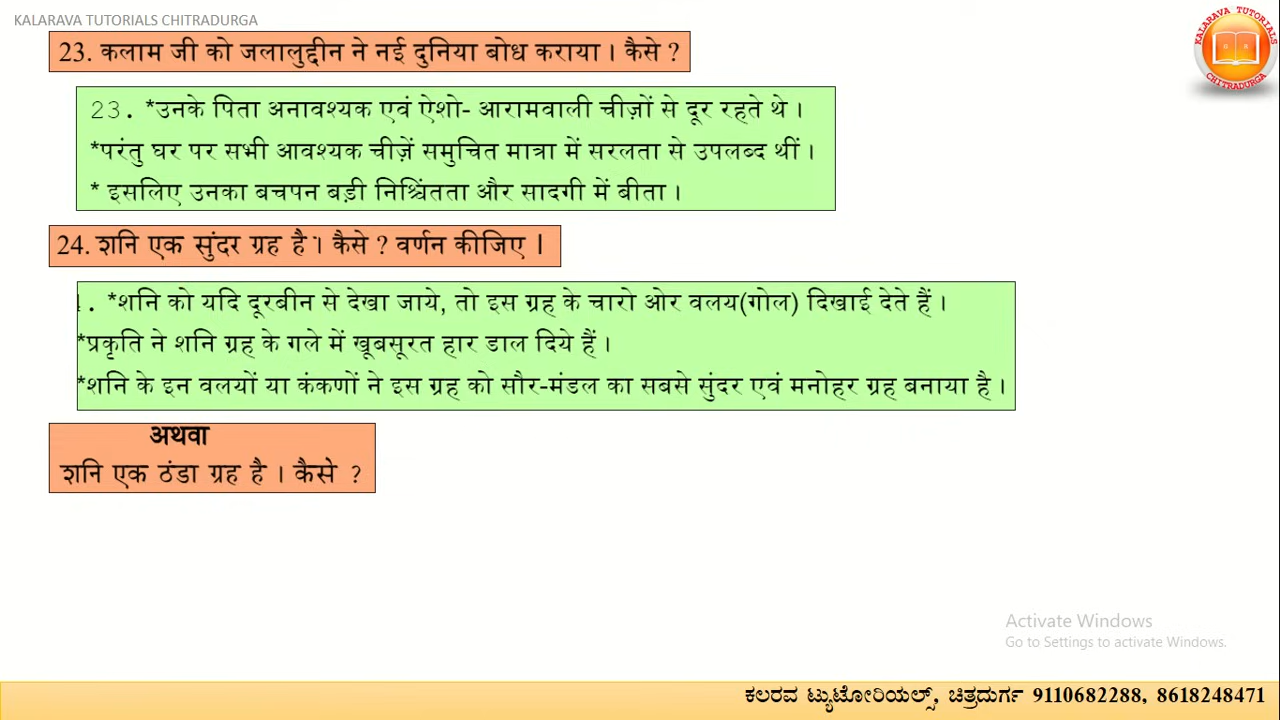 KALARAVA TUTORIALS CHITRADURGA
KALARAVA TUTORIALS
CHITRADURGA
23. कलाम जी को जलालुद्दीन ने नई दुनिया बोध कराया । कैसे ?
23. *उनके पिता अनावश्यक एवं ऐशो- आरामवाली चीज़ों से दूर रहते थे ।
*परंतु घर पर सभी आवश्यक चीज़ें समुचित मात्रा में सरलता से उपलब्द थीं ।
* इसलिए उनका बचपन बड़ी निश्चिंतता और सादगी में बीता ।
24. शनि एक सुंदर ग्रह है । कैसे ? वर्णन कीजिए ।
. *शनि को यदि दूरबीन से देखा जाये, तो इस ग्रह के चारो ओर वलय(गोल) दिखाई देते हैं ।
*प्रकृति ने शनि ग्रह के गले में खूबसूरत हार डाल दिये हैं ।
*शनि के इन वलयों या कंकणों ने इस ग्रह को सौर-मंडल का सबसे सुंदर एवं मनोहर ग्रह बनाया है ।
अथवा
शनि एक ठंडा ग्रह है । कैसे ?
Activate Windows
Go to Settings to activate Windows.
ಕಲರವ ಟ್ಯುಟೋರಿಯಲ್ಸ್, ಚಿತ್ರದುರ್ಗ 9110682288, 8618248471